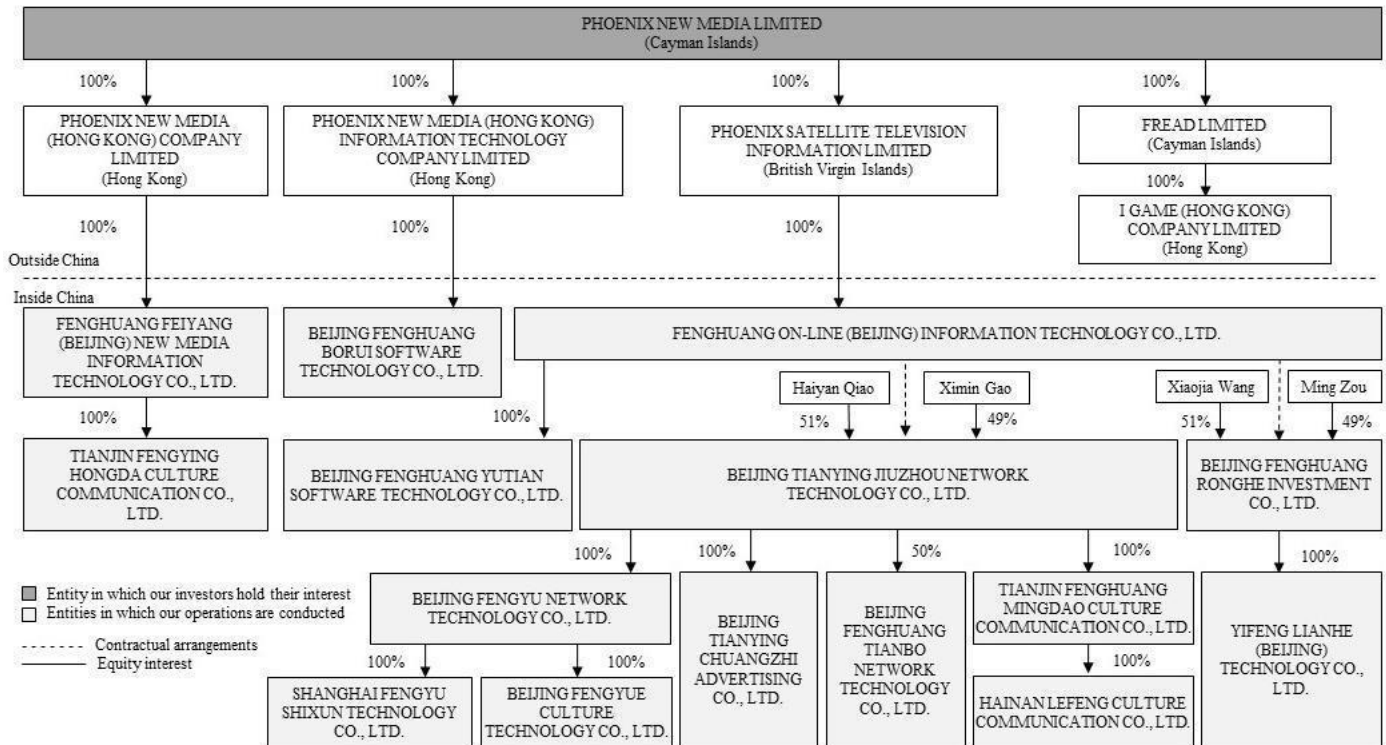 PHOENIX NEW MEDIA LIMITED
(Cayman Islands)
100%
100%
100%
100%
PHOENIX NEW MEDIA
(HONG KONG) COMPANY
LIMITED
(Hong Kong)
PHOENIX NEW MEDIA (HONG KONG)
INFORMATION TECHNOLOGY
COMPANY LIMITED
(Hong Kong)
PHOENIX SATELLITE TELEVISION
INFORMATION LIMITED
(British Virgin Islands)
FREAD LIMITED
(Cayman Islands)
100%
I GAME (HONG KONG)
COMPANY LIMITED
(Hong Kong)
100%
100%
100%
Outside China
Inside China
FENGHUANG FEIYANG
(BEIJING) NEW MEDIA
INFORMATION
TECHNOLOGY CO., LTD.
BEIJING FENGHUANG
BORUI SOFTWARE
TECHNOLOGY CO., LTD.
FENGHUANG ON-LINE (BEIJING) INFORMATION TECHNOLOGY CO., LTD.
Haiyan Qiao
Ximin Gao
Xiaojia Wang
Ming Zou
100%
100%
51%
49%
51%
49%
TIANJIN FENGYING
HONGDA CULTURE
COMMUNICATION CO.,
LTD.
BEIJING FENGHUANG YUTIAN
SOFTWARE TECHNOLOGY CO., LTD.
BEIJING TIANYING JIUZHOU NETWORK
TECHNOLOGY CO., LTD.
BEIJING FENGHUANG
RONGHE INVESTMENT
CO., LTD.
100%
100%
50%
100%
100%
BEIJING FENGYU NETWORK
TECHNOLOGY CO., LTD.
BEIJING
TIANYING
CHUANGZHI
ADVERTISING
CO., LTD.
BEIJING
FENGHUANG
TIANBO
NETWORK
TECHNOLOGY
CO., LTD.
TIANJIN FENGHUANG
MINGDAO CULTURE
COMMUNICATION CO., LTD.
YIFENG LIANHE
(BEIJING)
TECHNOLOGY CO.,
LTD.
100%
100%
100%
SHANGHAI FENGYU
SHIXUN TECHNOLOGY
CO., LTD.
BEIJING FENGYUE
CULTURE
TECHNOLOGY CO., LTD.
HAINAN LEFENG CULTURE
COMMUNICATION CO., LTD.
Entity in which our investors hold their interest
Entities in which our operations are conducted
Contractual arrangements
Equity interest